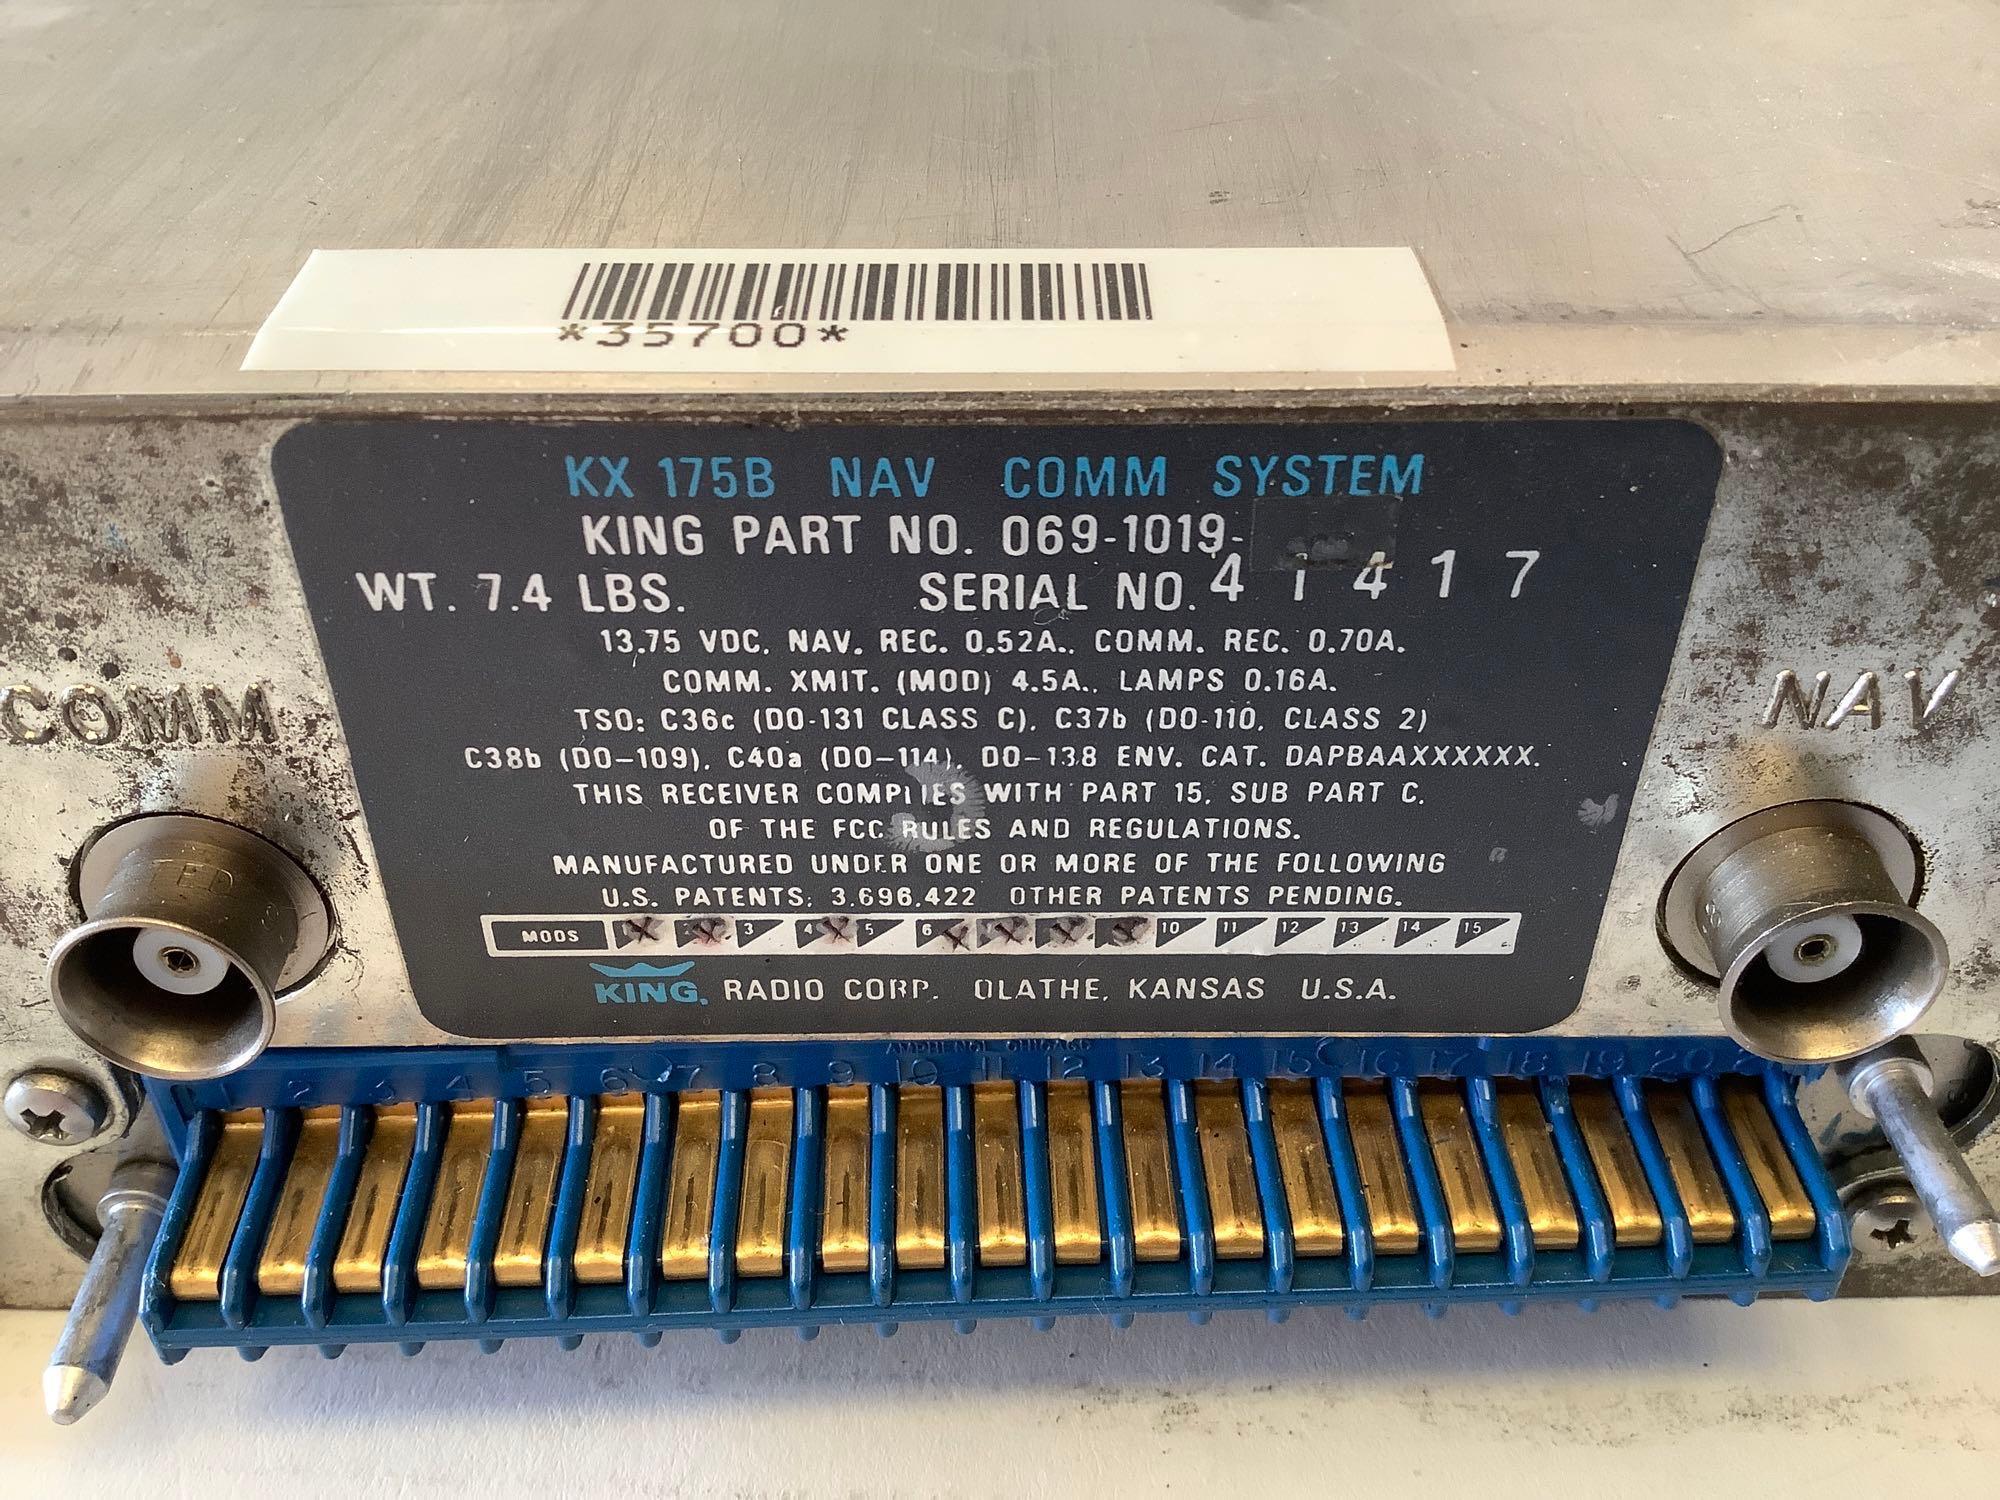 *35700*
KX 175B NAV COMM SYSTEM
KING PART NO. 069-1019-
WT. 7.4 LBS. SERIAL NO. 41417
13.75 VDC, NAV. REC. 0.52A., COMM. REC. 0.70A.
COMM. XMIT. (MOD) 4.5A., LAMPS 0.16A.
TSO: C36c (DO-131 CLASS C), C37b (DO-110, CLASS 2)
C38b (DO-109), C40a (DO-114), DO-138 ENV. CAT. DAPBAAXXXXXX.
THIS RECEIVER COMPLIES WITH PART 15, SUB PART C,
OF THE FCC RULES AND REGULATIONS.
MANUFACTURED UNDER ONE OR MORE OF THE FOLLOWING
U.S. PATENTS: 3,696,422 OTHER PATENTS PENDING.
MODS 2 3 4 5 6 10 11 12 13 14 15
KING. RADIO CORP. OLATHE, KANSAS U.S.A.
COMM
NAV
AMPHENOL CHICAGO
1 2 3 4 5 6 7 8 9 10 11 12 13 14 15 16 17 18 19 20